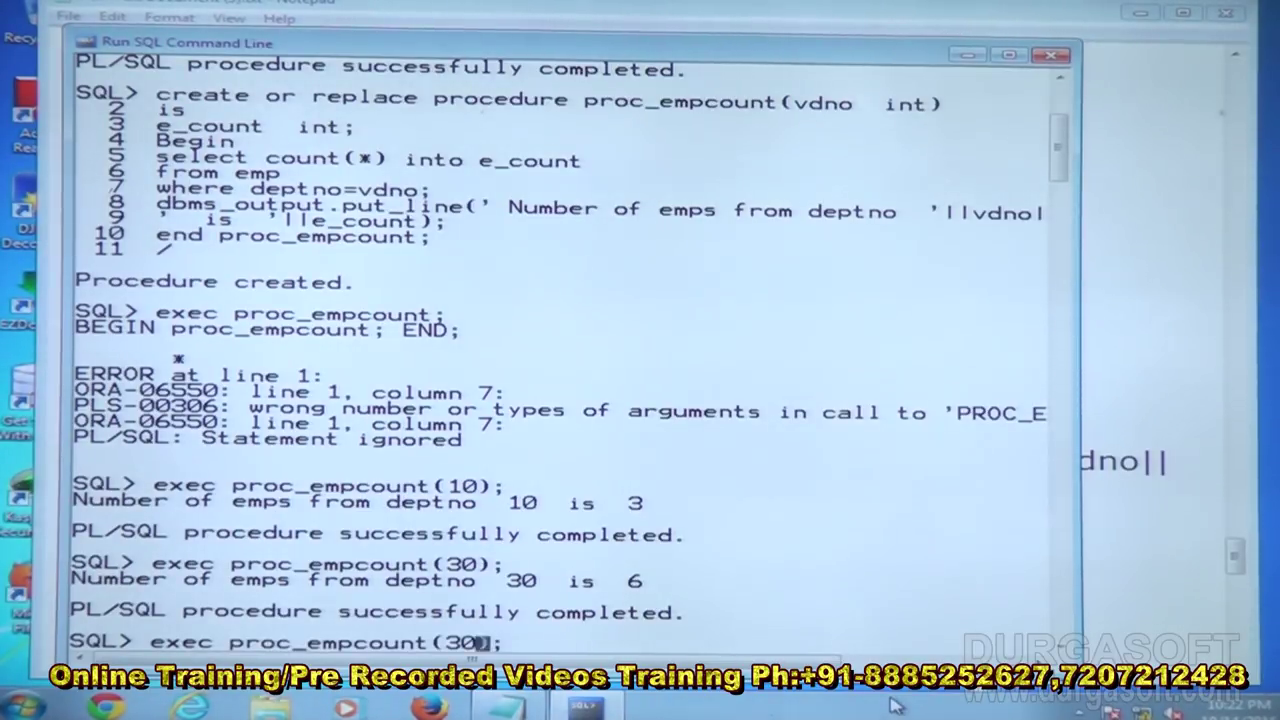 File Edit Format View Help
Run SQL Command Line
PL/SQL procedure successfully completed.
SQL> create or replace procedure proc_empcount(vdno int)
2 is
3 e_count int;
4 Begin
5 select count(*) into e_count
6 from emp
7 where deptno=vdno;
8 dbms_output.put_line(' Number of emps from deptno '||vdno|
9 ' is '||e_count);
10 end proc_empcount;
11 /
Procedure created.
SQL> exec proc_empcount;
BEGIN proc_empcount; END;
*
ERROR at line 1:
ORA-06550: line 1, column 7:
PLS-00306: wrong number or types of arguments in call to 'PROC_E
ORA-06550: line 1, column 7:
PL/SQL: Statement ignored
dno||
SQL> exec proc_empcount(10);
Number of emps from deptno 10 is 3
PL/SQL procedure successfully completed.
SQL> exec proc_empcount(30);
Number of emps from deptno 30 is 6
PL/SQL procedure successfully completed.
SQL> exec proc_empcount(30);
DURGASOFT
Online Training/Pre Recorded Videos Training Ph:+91-8885252627,7207212428
www.durgasoft.com
10:22 PM